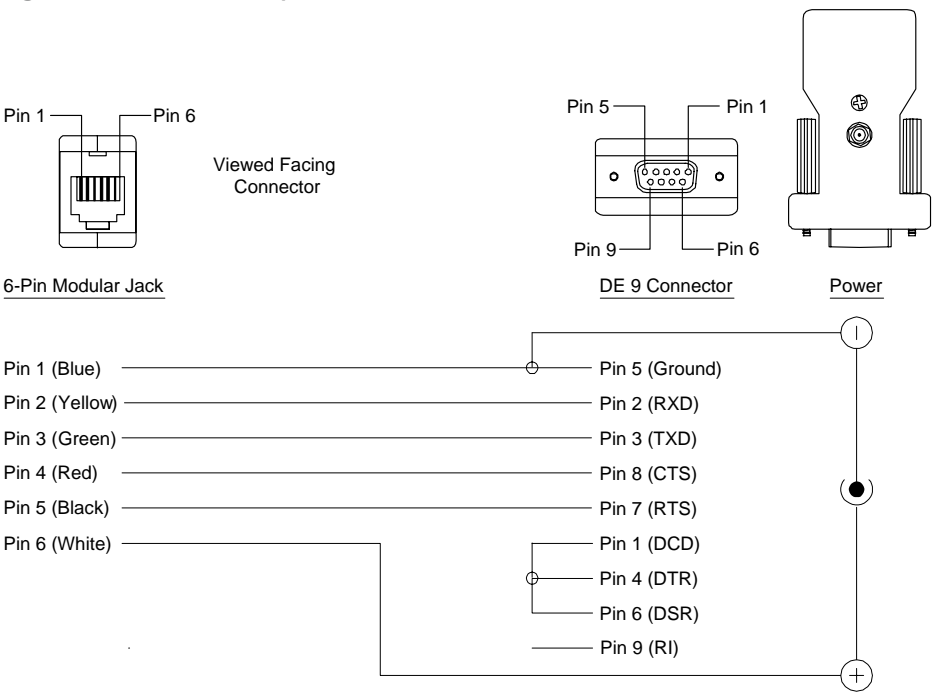 Pin 1
Pin 6
Viewed Facing
Connector
Pin 5
Pin 1
Pin 9
Pin 6
6-Pin Modular Jack
DE 9 Connector
Power
Pin 1 (Blue)
Pin 5 (Ground)
Pin 2 (Yellow)
Pin 2 (RXD)
Pin 3 (Green)
Pin 3 (TXD)
Pin 4 (Red)
Pin 8 (CTS)
Pin 5 (Black)
Pin 7 (RTS)
Pin 6 (White)
Pin 1 (DCD)
Pin 4 (DTR)
Pin 6 (DSR)
Pin 9 (RI)